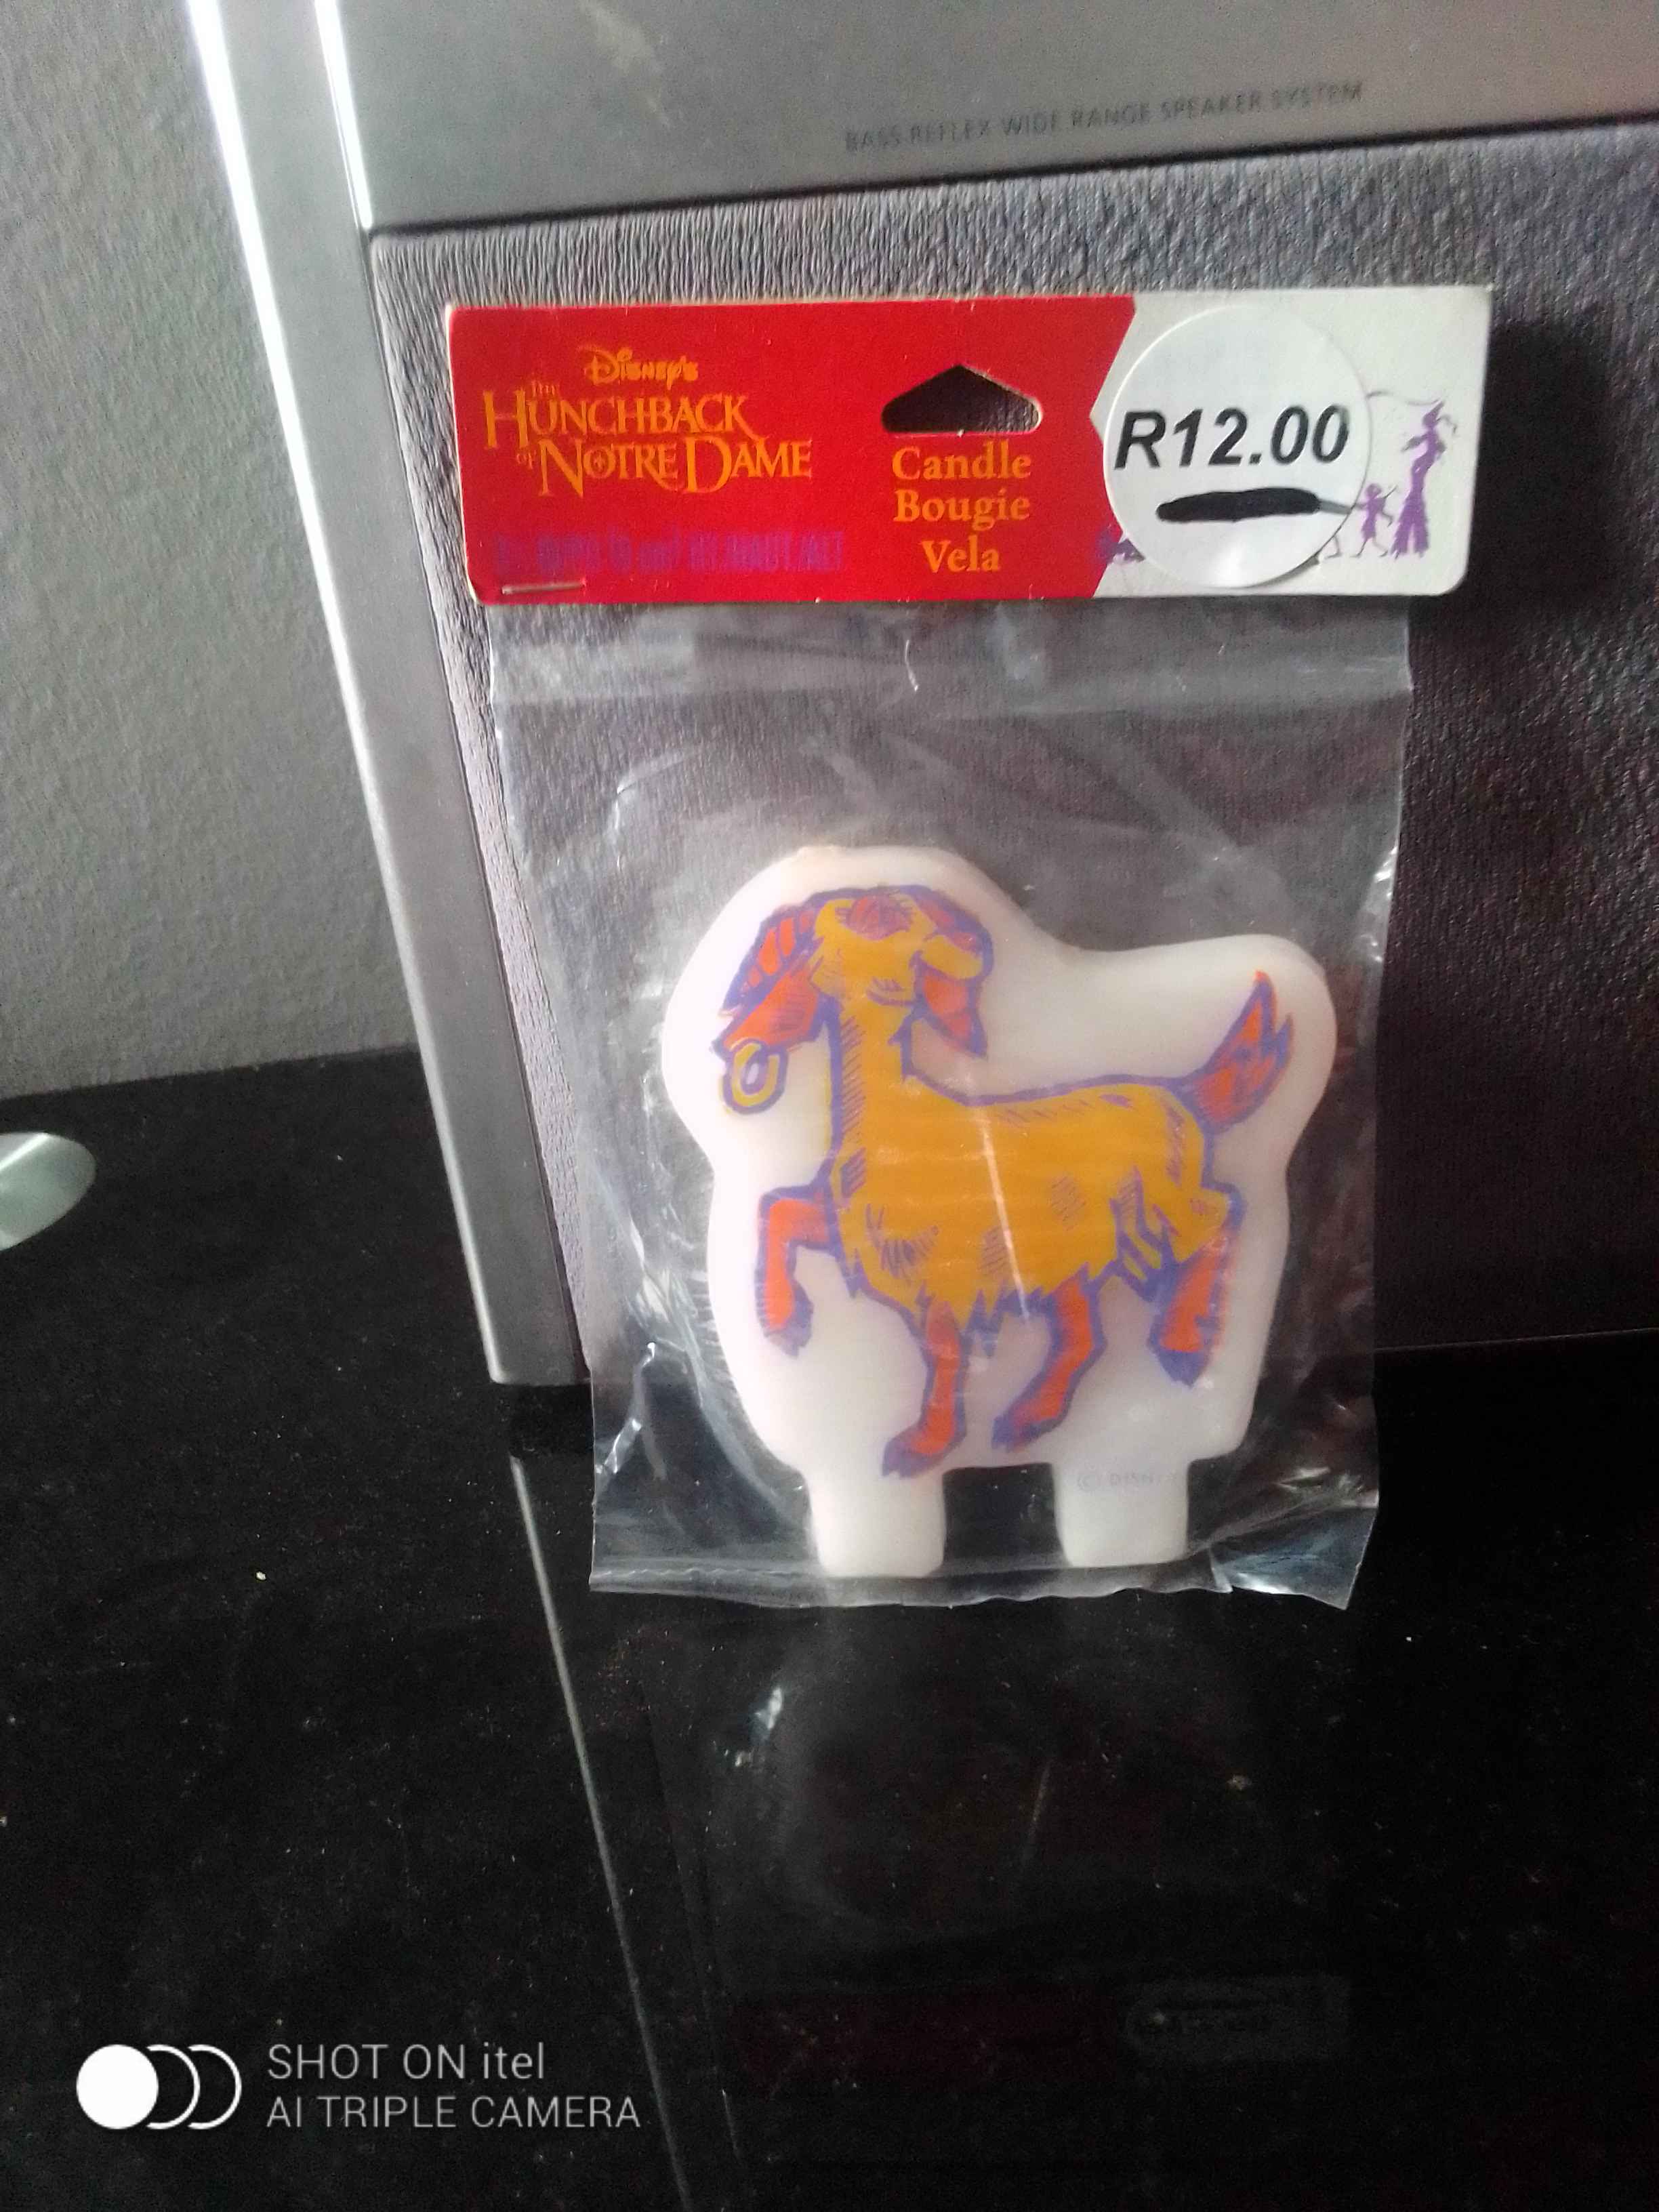 BASS REFLEX WIDE RANGE SPEAKER SYSTEM
Disney's
THE
HUNCHBACK
OF NOTRE DAME
Candle
Bougie
Vela
R12.00
(C) DISNEY
SHOT ON itel
AI TRIPLE CAMERA